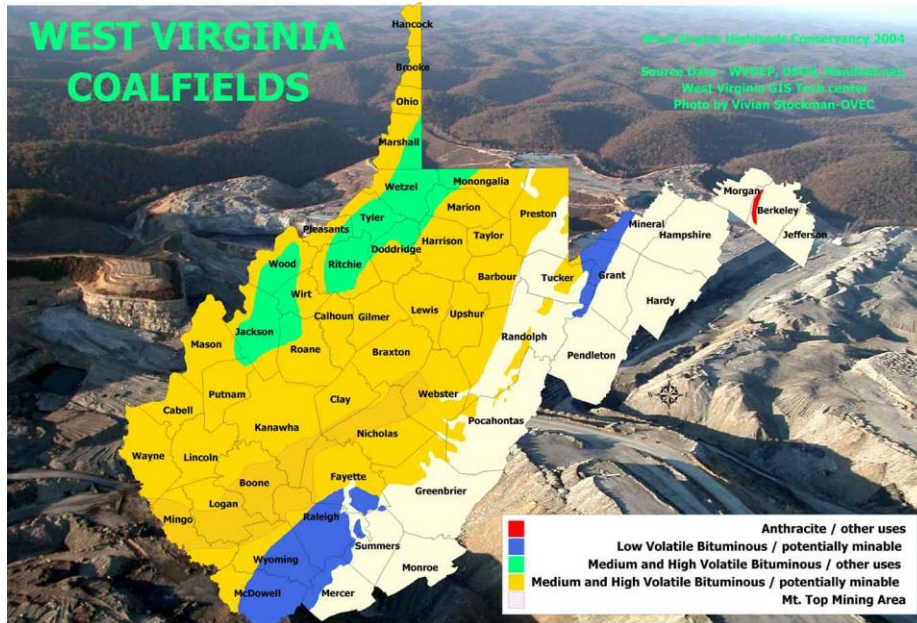 WEST VIRGINIA
COALFIELDS
West Virginia Highlands Conservancy 2004
Source Data - WVDEP, OSCR, Manifold.net,
West Virginia GIS Tech center
Photo by Vivian Stockman-OVEC
Hancock
Brooke
Ohio
Marshall
Wetzel
Monongalia
Morgan
Berkeley
Jefferson
Marion
Preston
Mineral
Hampshire
Pleasants
Tyler
Doddridge
Harrison
Taylor
Wood
Ritchie
Barbour
Tucker
Grant
Hardy
Wirt
Calhoun
Gilmer
Lewis
Upshur
Randolph
Pendleton
Mason
Jackson
Roane
Braxton
Webster
Putnam
Clay
Pocahontas
Cabell
Kanawha
Nicholas
Wayne
Lincoln
Boone
Fayette
Greenbrier
Logan
Mingo
Raleigh
Summers
Wyoming
Monroe
McDowell
Mercer
Anthracite / other uses
Low Volatile Bituminous / potentially minable
Medium and High Volatile Bituminous / other uses
Medium and High Volatile Bituminous / potentially minable
Mt. Top Mining Area